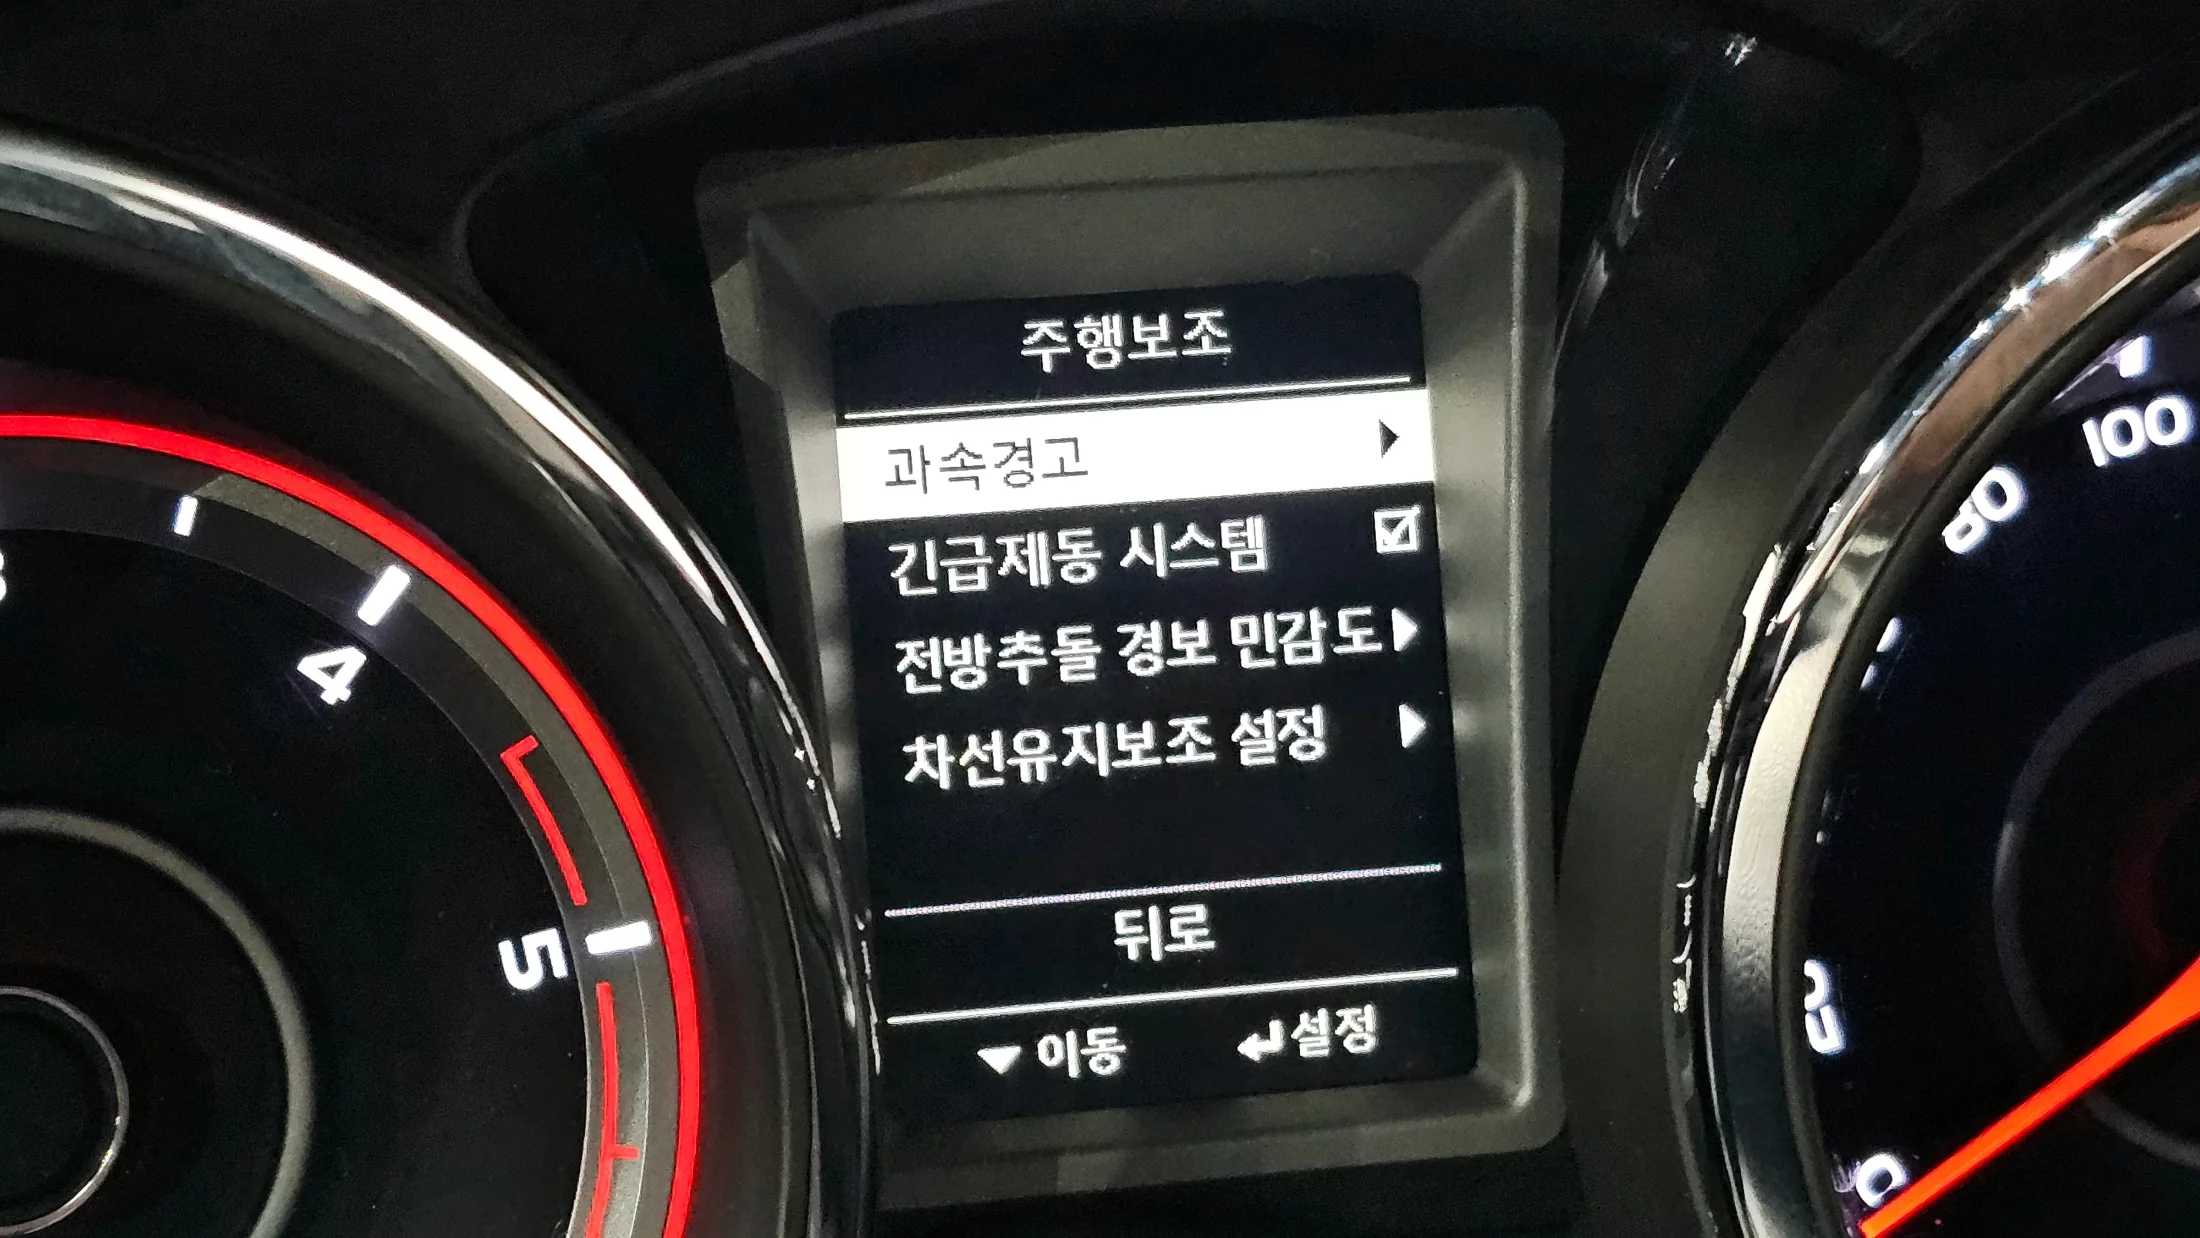 주행보조
과속경고
긴급제동 시스템
전방추돌 경보 민감도
차선유지보조 설정
뒤로
이동 설정
4
5
100
80
0